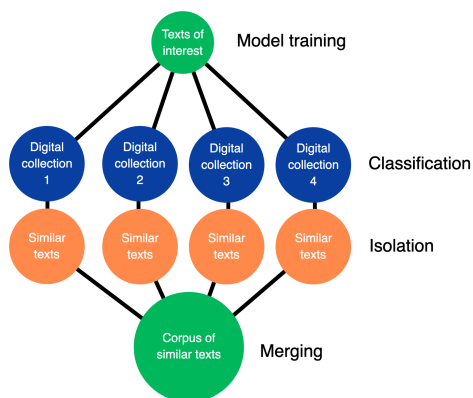 Texts of
interest
Model training
Digital
collection
1
Digital
collection
2
Digital
collection
3
Digital
collection
4
Classification
Similar
texts
Similar
texts
Similar
texts
Similar
texts
Isolation
Corpus of
similar texts
Merging